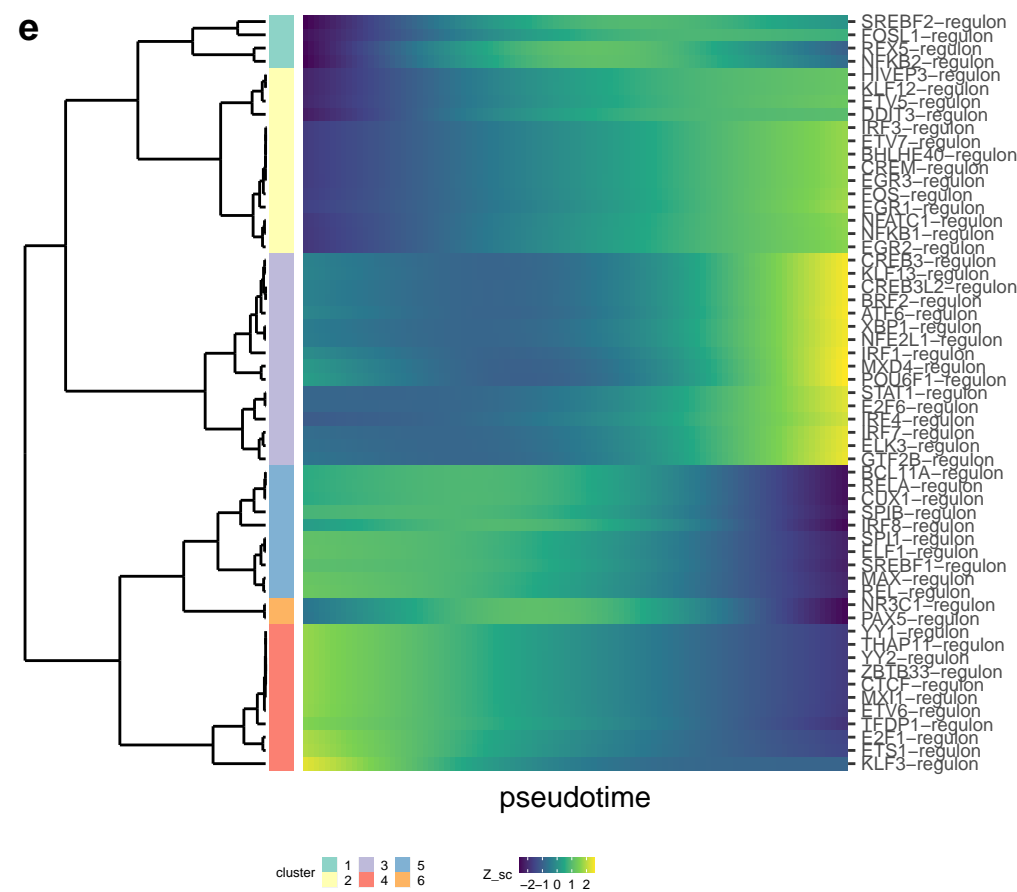 e
SREBF2−regulon
FOSL1−regulon
RFX5−regulon
NFKB2−regulon
HIVEP3−regulon
KLF12−regulon
ETV5−regulon
DDIT3−regulon
IRF3−regulon
ETV7−regulon
BHLHE40−regulon
CREM−regulon
EGR3−regulon
FOS−regulon
EGR1−regulon
NFATC1−regulon
NFKB1−regulon
EGR2−regulon
CREB3−regulon
KLF13−regulon
CREB3L2−regulon
BRF2−regulon
ATF6−regulon
XBP1−regulon
NFE2L1−regulon
IRF1−regulon
MXD4−regulon
POU6F1−regulon
STAT1−regulon
E2F6−regulon
IRF4−regulon
IRF7−regulon
ELK3−regulon
GTF2B−regulon
BCL11A−regulon
RELA−regulon
CUX1−regulon
SPIB−regulon
IRF8−regulon
SPI1−regulon
ELF1−regulon
SREBF1−regulon
MAX−regulon
REL−regulon
NR3C1−regulon
PAX5−regulon
YY1−regulon
THAP11−regulon
YY2−regulon
ZBTB33−regulon
CTCF−regulon
MXI1−regulon
ETV6−regulon
TFDP1−regulon
E2F1−regulon
ETS1−regulon
KLF3−regulon
pseudotime
cluster 1 3 5
2 4 6
Z_sc
−2 −1 0 1 2